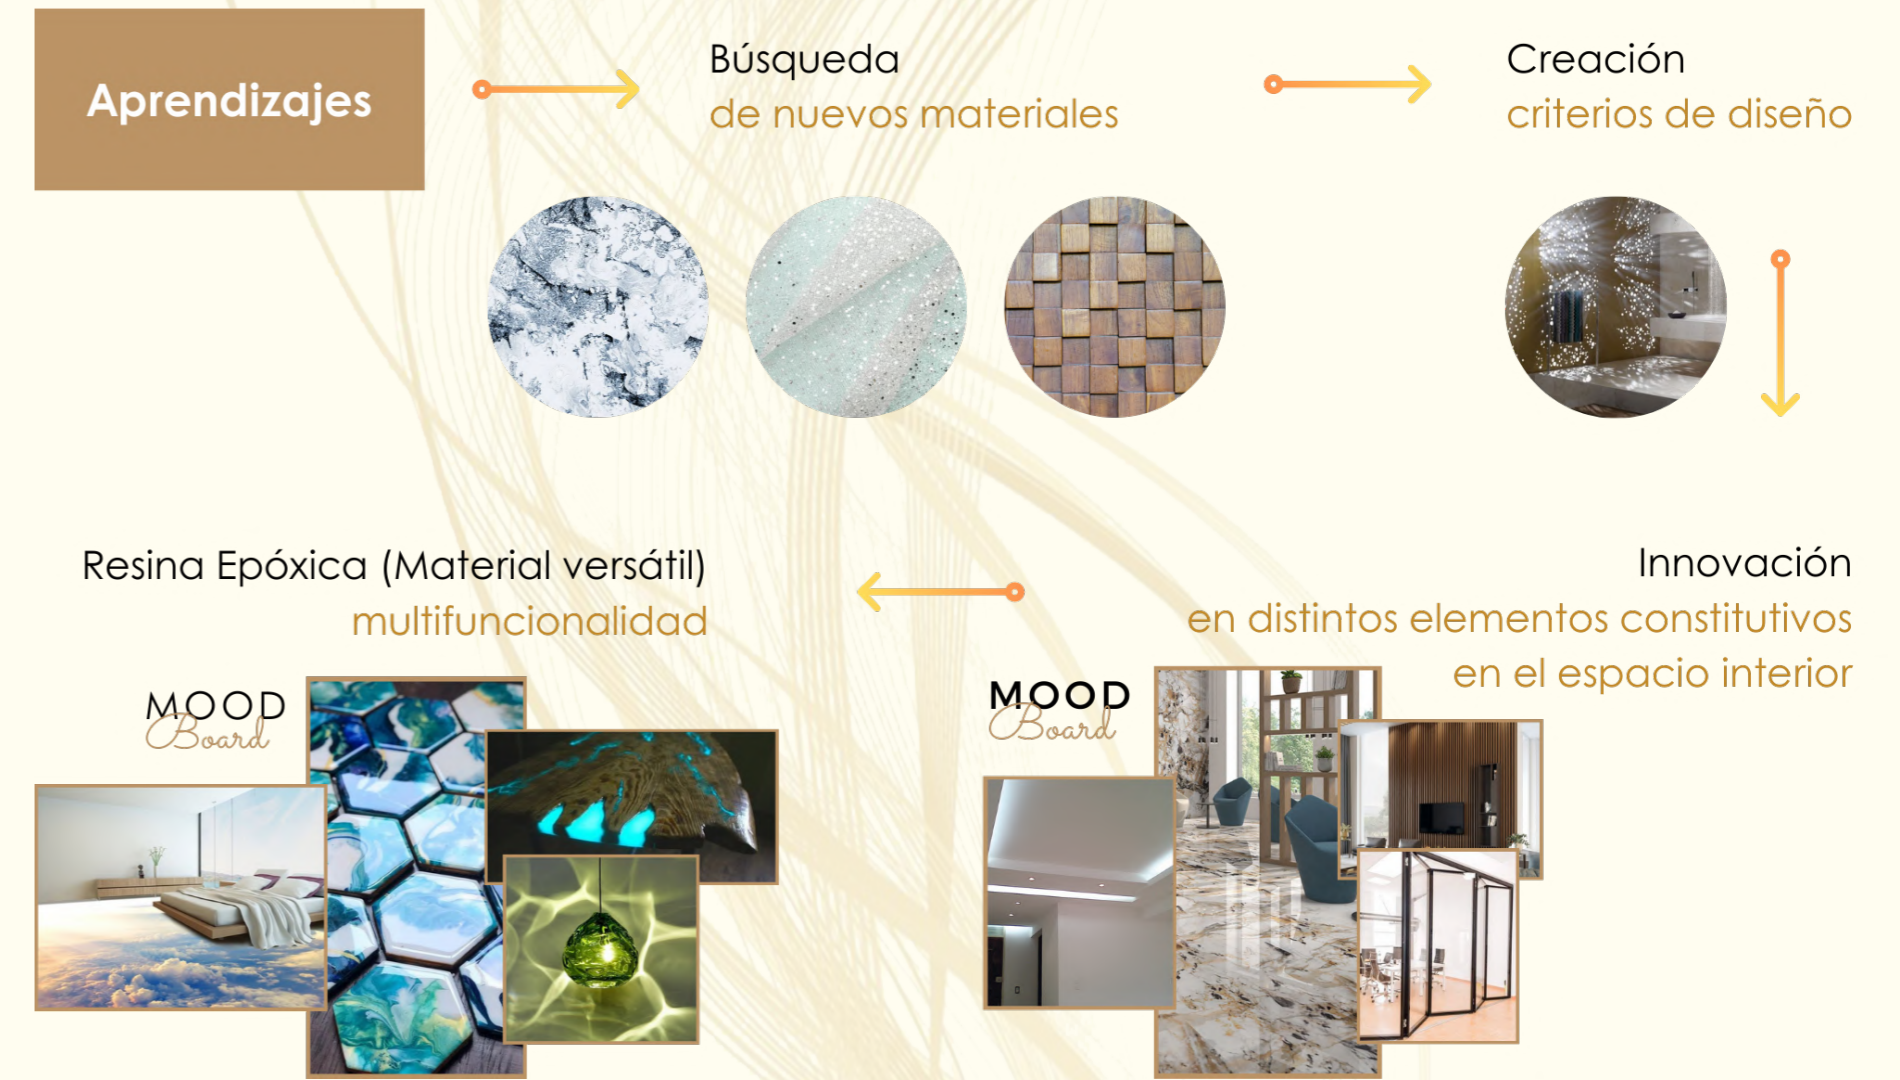 Aprendizajes
Búsqueda
de nuevos materiales
Creación
criterios de diseño
Innovación
en distintos elementos constitutivos
en el espacio interior
MOOD
Board
Resina Epóxica (Material versátil)
multifuncionalidad
MOOD
Board